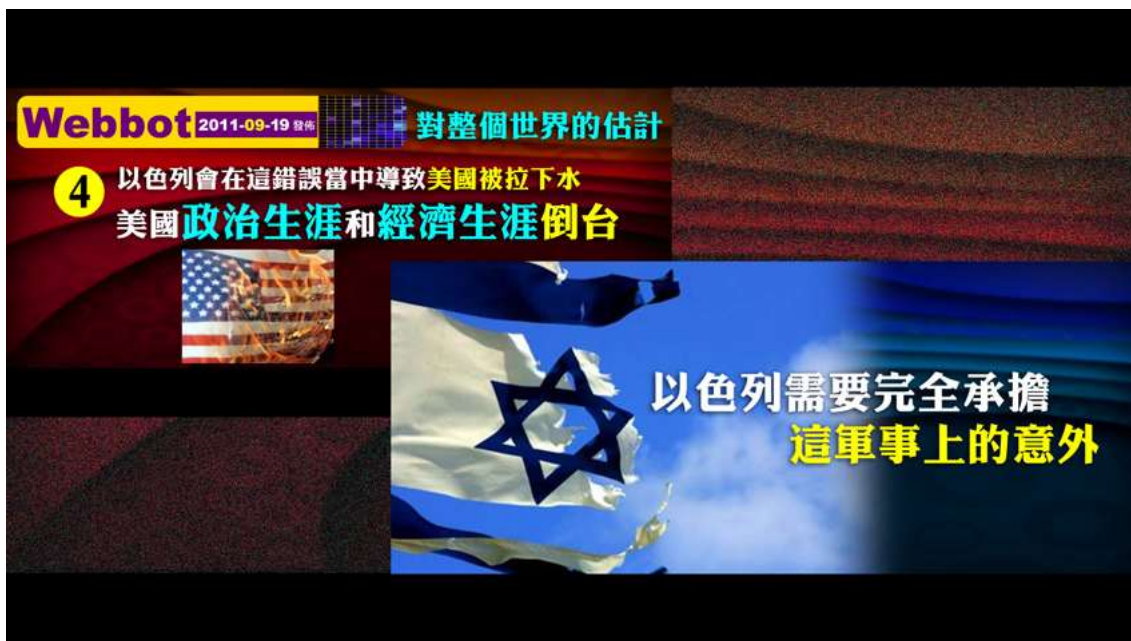 Webbot 2011-09-19 發佈 對整個世界的估計
4 以色列會在這錯誤當中導致美國被拉下水
美國政治生涯和經濟生涯倒台
以色列需要完全承擔
這軍事上的意外